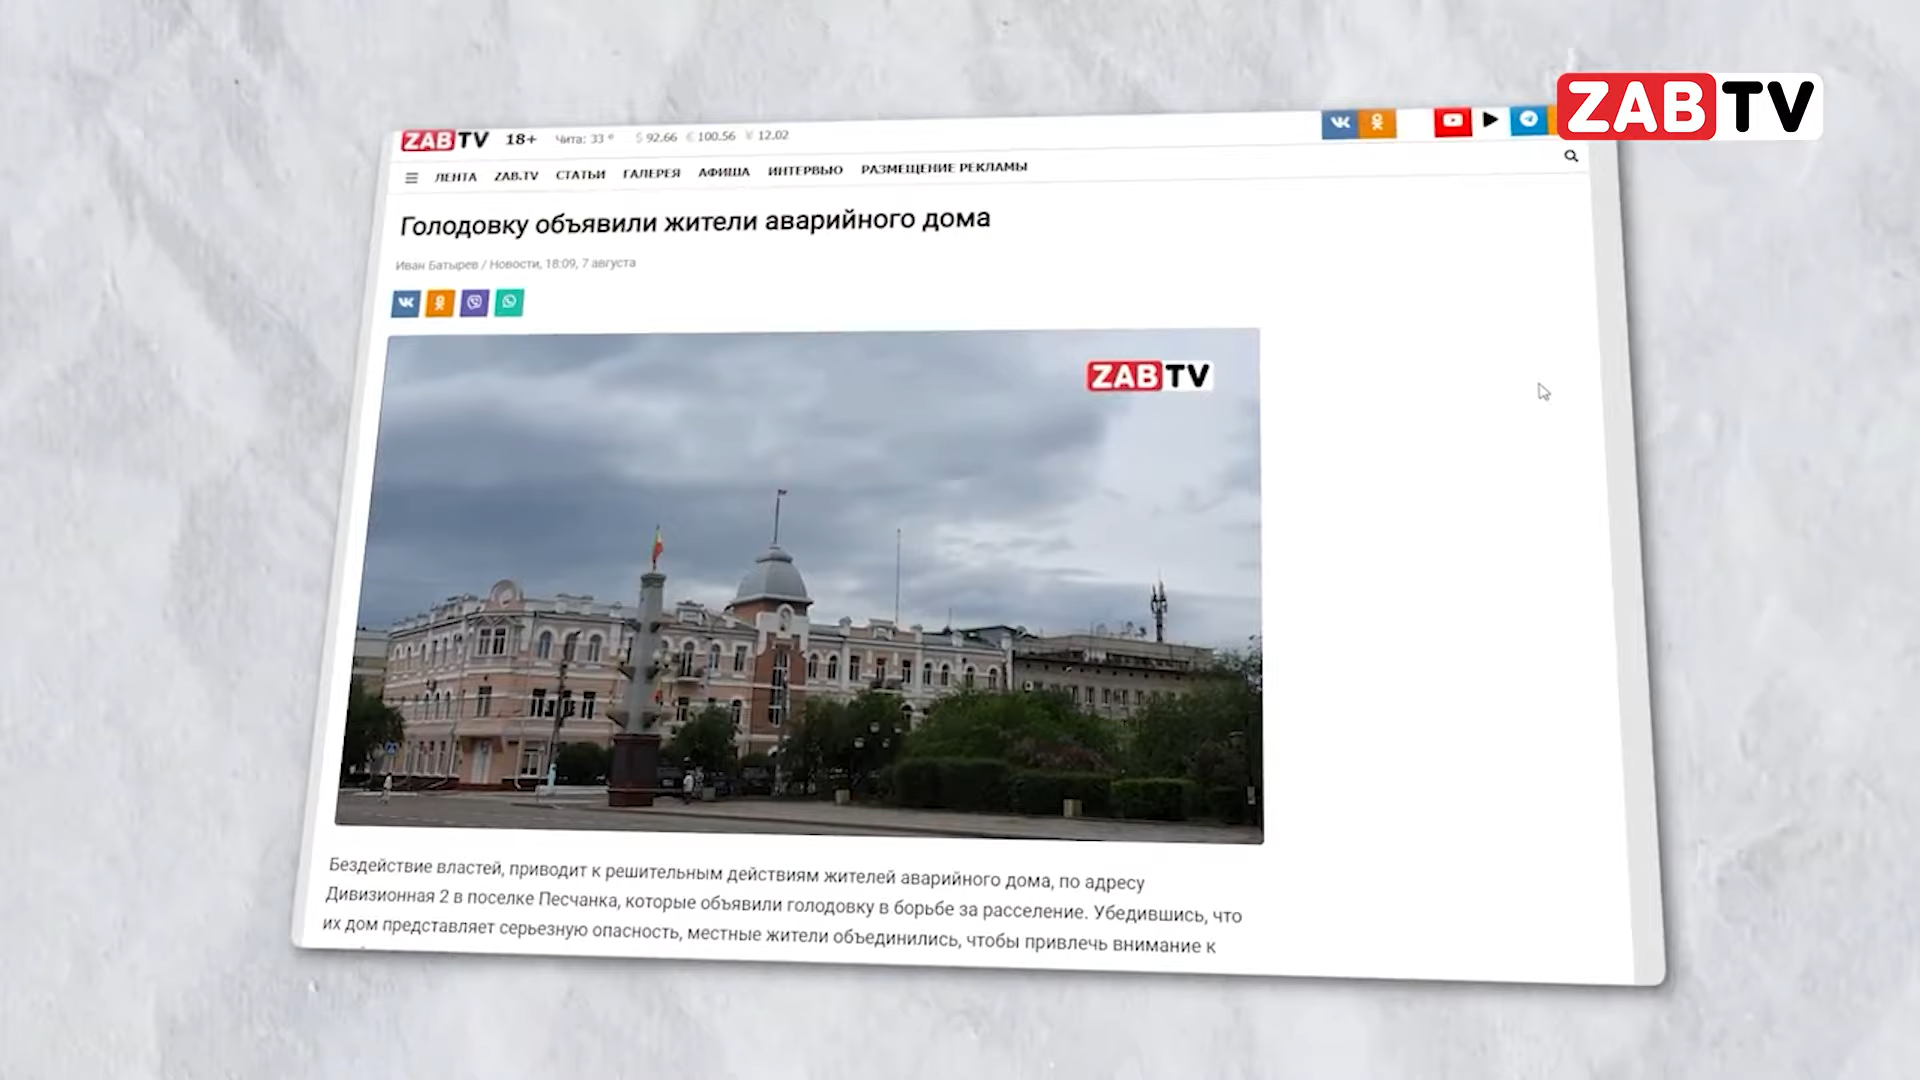 ZABTV
ZABTV 18+ Чита: 33 ° $ 92.66 € 100.56 ¥ 12.02
ЛЕНТА ZAB.TV СТАТЬИ ГАЛЕРЕЯ АФИША ИНТЕРВЬЮ РАЗМЕЩЕНИЕ РЕКЛАМЫ
Голодовку объявили жители аварийного дома
Иван Батырев / Новости, 18:09, 7 августа
ZABTV
Бездействие властей, приводит к решительным действиям жителей аварийного дома, по адресу
Дивизионная 2 в поселке Песчанка, которые объявили голодовку в борьбе за расселение. Убедившись, что
их дом представляет серьезную опасность, местные жители объединились, чтобы привлечь внимание к